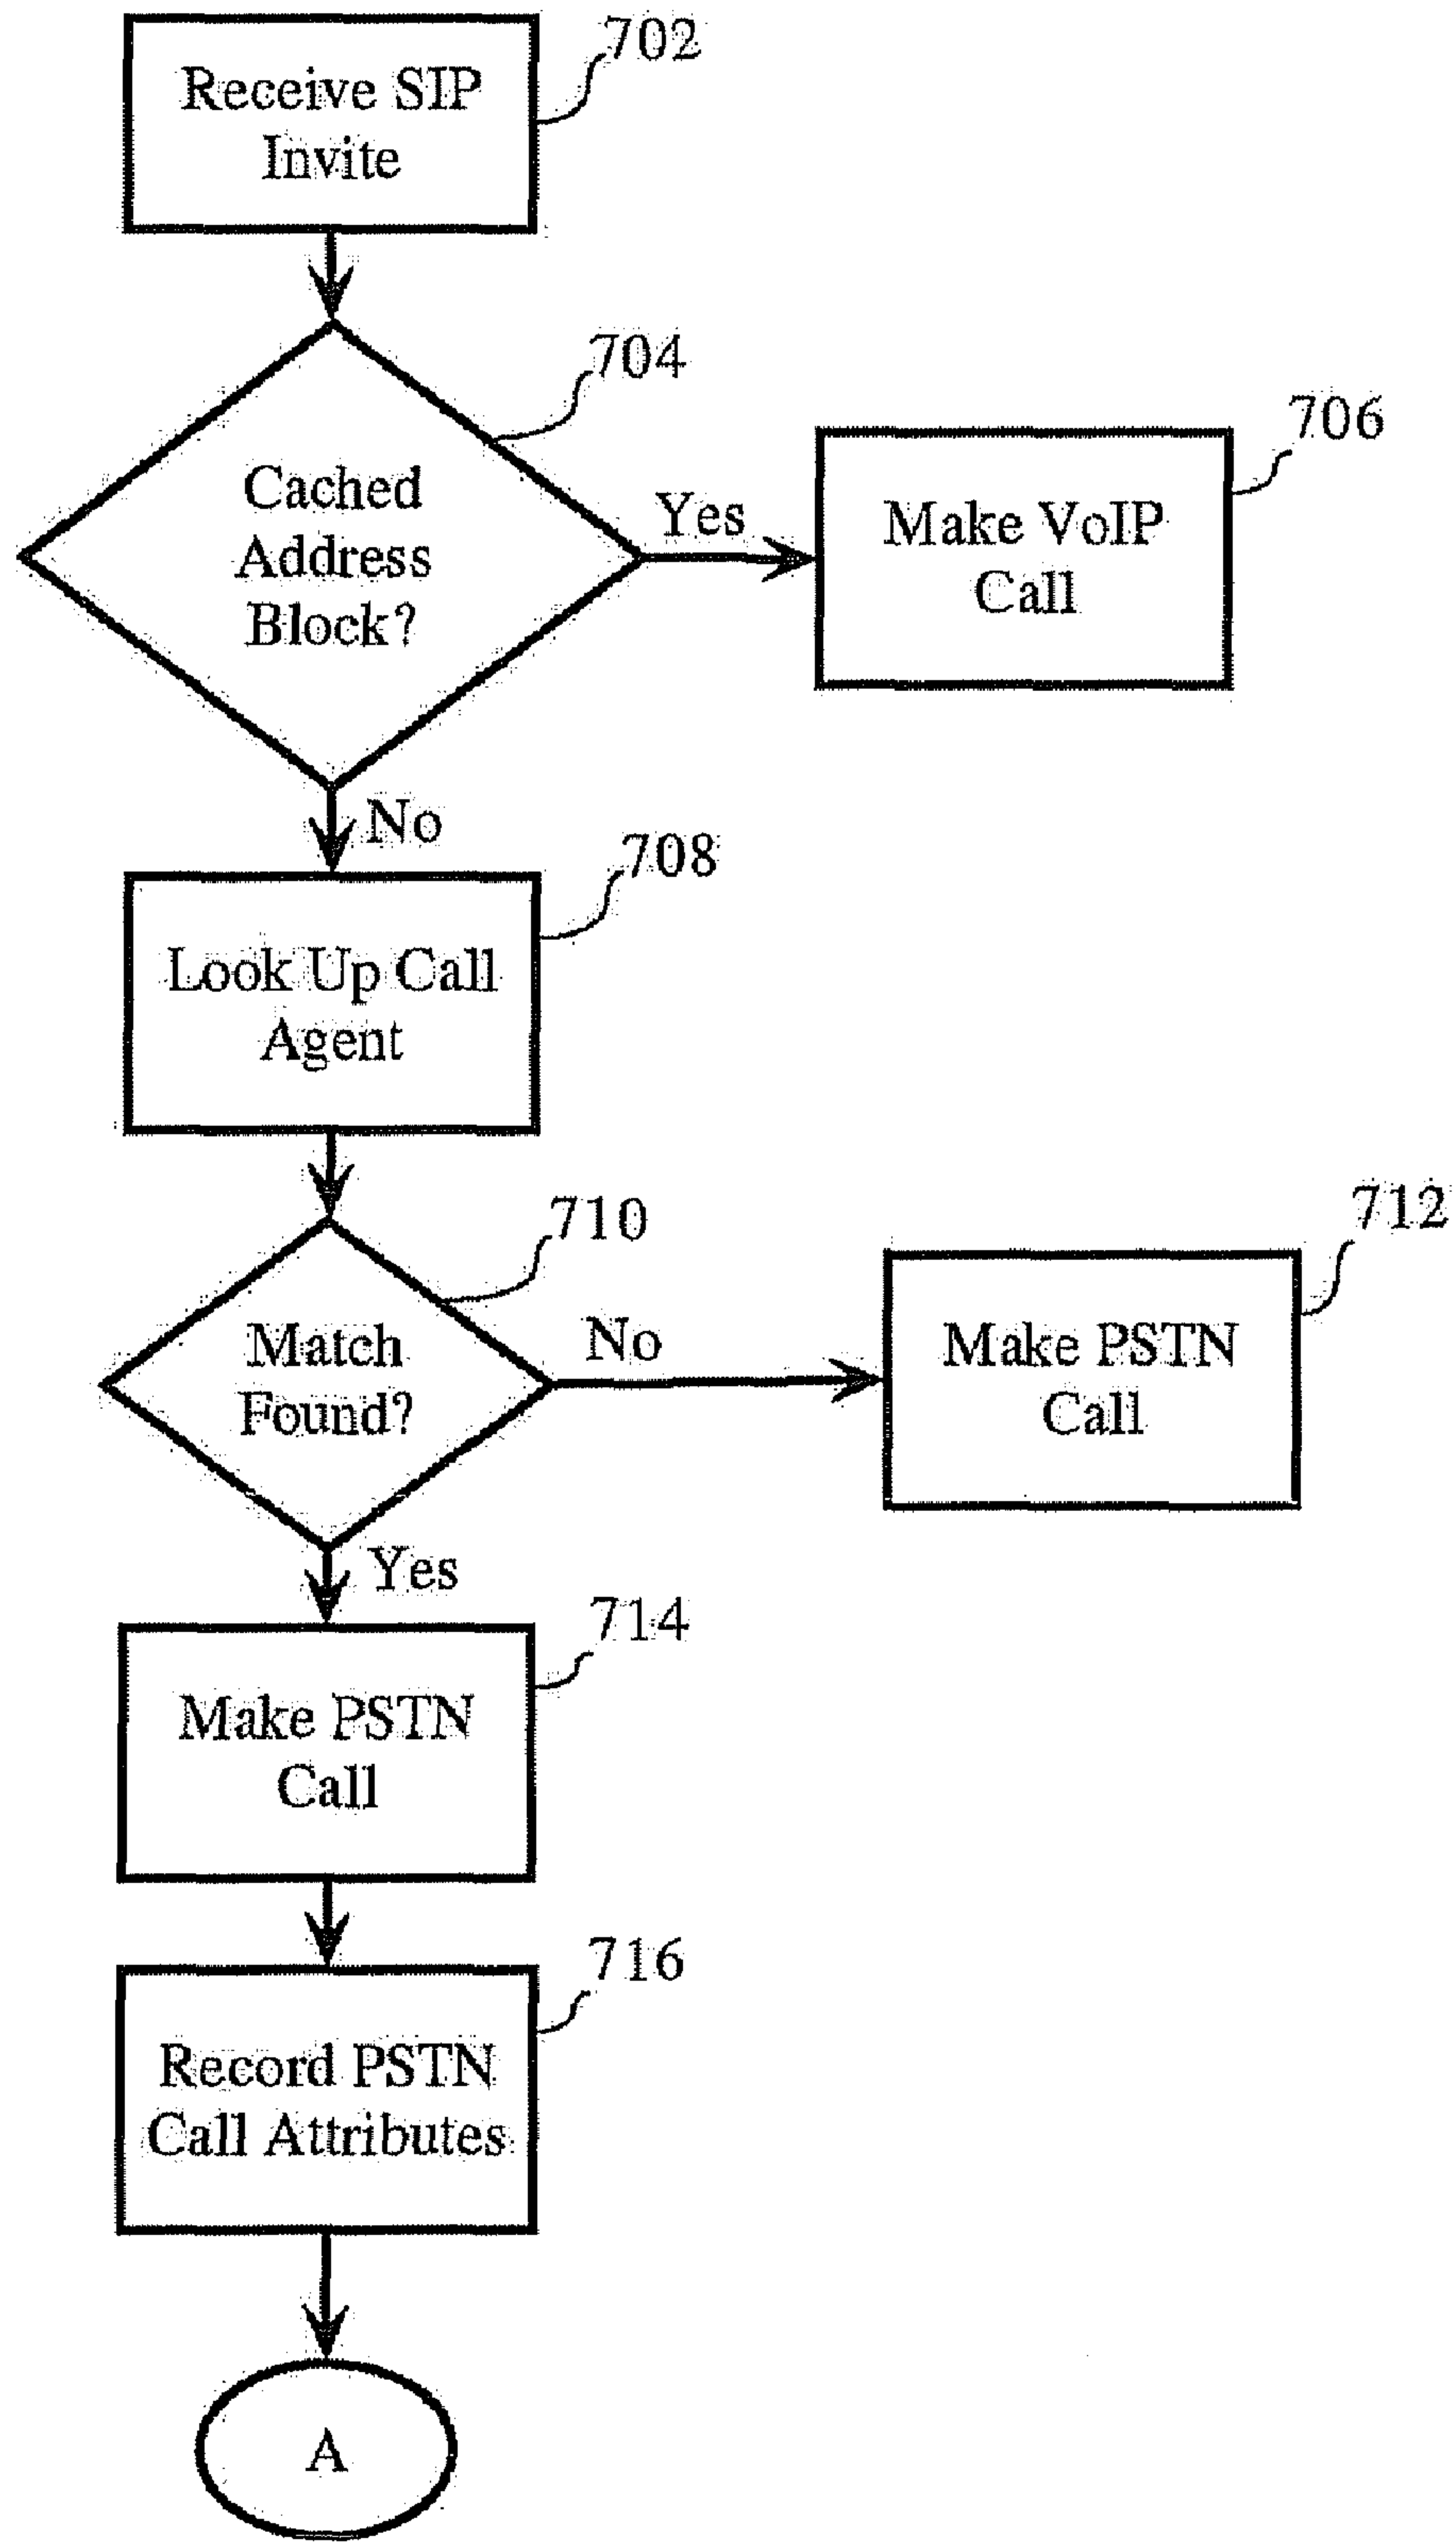 702
Receive SIP
Invite
704
Cached
Address
Block?
Yes
706
Make VoIP
Call
No
708
Look Up Call
Agent
710
Match
Found?
No
712
Make PSTN
Call
Yes
714
Make PSTN
Call
716
Record PSTN
Call Attributes
A